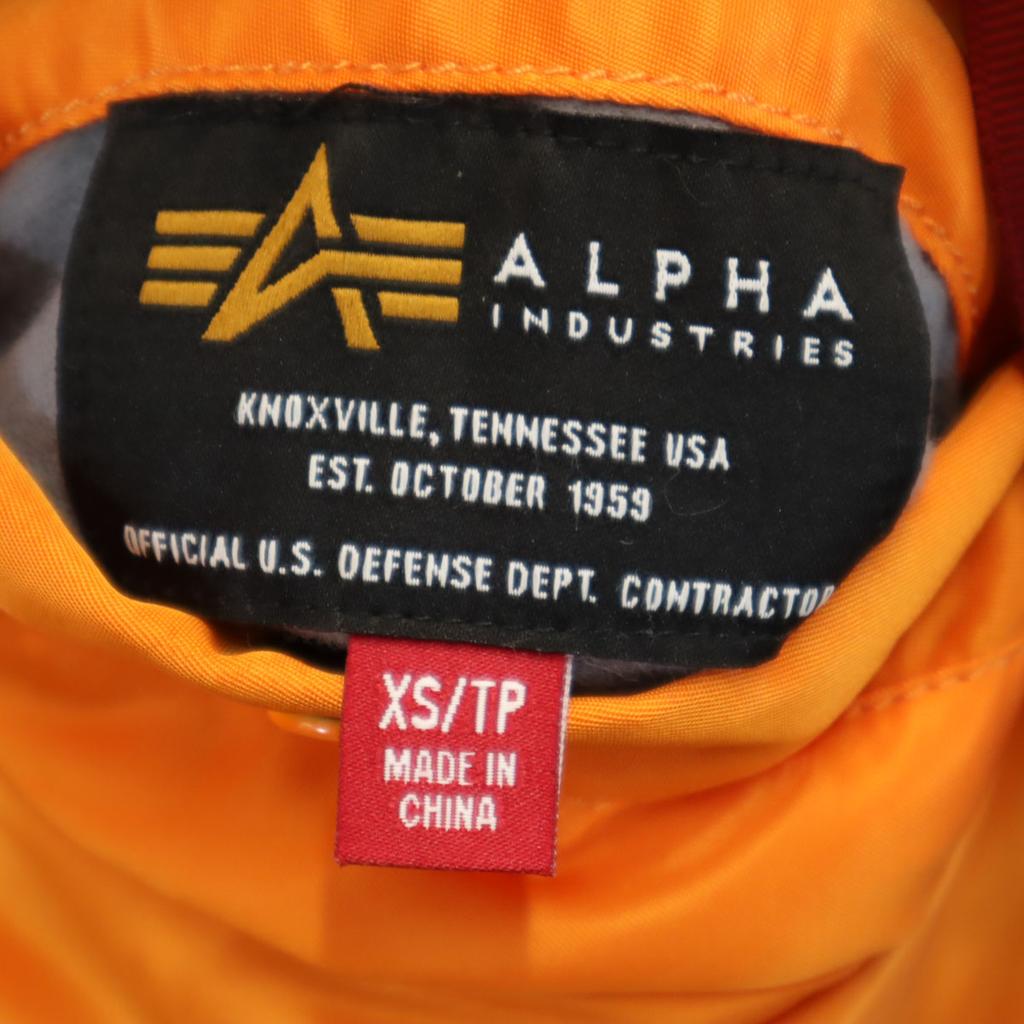 ALPHA
INDUSTRIES
KNOXVILLE, TENNESSEE USA
EST. OCTOBER 1959
OFFICIAL U.S. DEFENSE DEPT. CONTRACTOR
XS/TP
MADE IN
CHINA